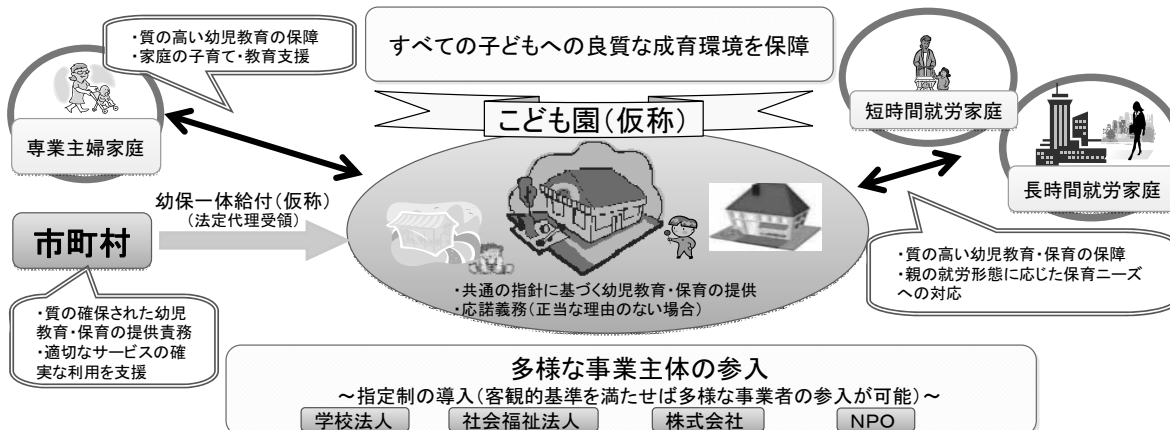 すべての子どもへの良質な成育環境を保障
・質の高い幼児教育の保障
・家庭の子育て・教育支援
専業主婦家庭
こども園(仮称)
短時間就労家庭
長時間就労家庭
幼保一体給付(仮称)
(法定代理受領)
市町村
・質の確保された幼児
教育・保育の提供責務
・適切なサービスの確
実な利用を支援
・共通の指針に基づく幼児教育・保育の提供
・応諾義務(正当な理由のない場合)
・質の高い幼児教育・保育の保障
・親の就労形態に応じた保育ニーズ
への対応
多様な事業主体の参入
~指定制の導入(客観的基準を満たせば多様な事業者の参入が可能)~
学校法人 社会福祉法人 株式会社 NPO